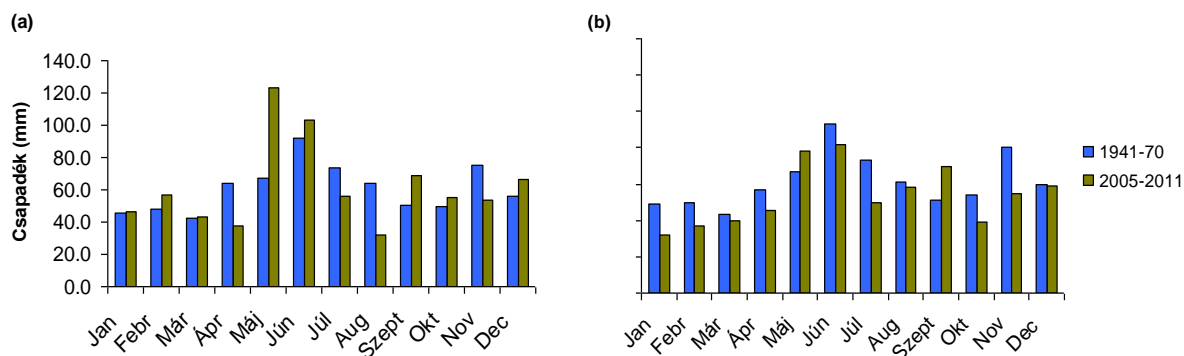 (a)
Csapadék (mm)
140.0
120.0
100.0
80.0
60.0
40.0
20.0
0.0
Jan
Febr
Már
Ápr
Máj
Jún
Júl
Aug
Szept
Okt
Nov
Dec
(b)
Jan
Febr
Már
Ápr
Máj
Jún
Júl
Aug
Szept
Okt
Nov
Dec
1941-70
2005-2011